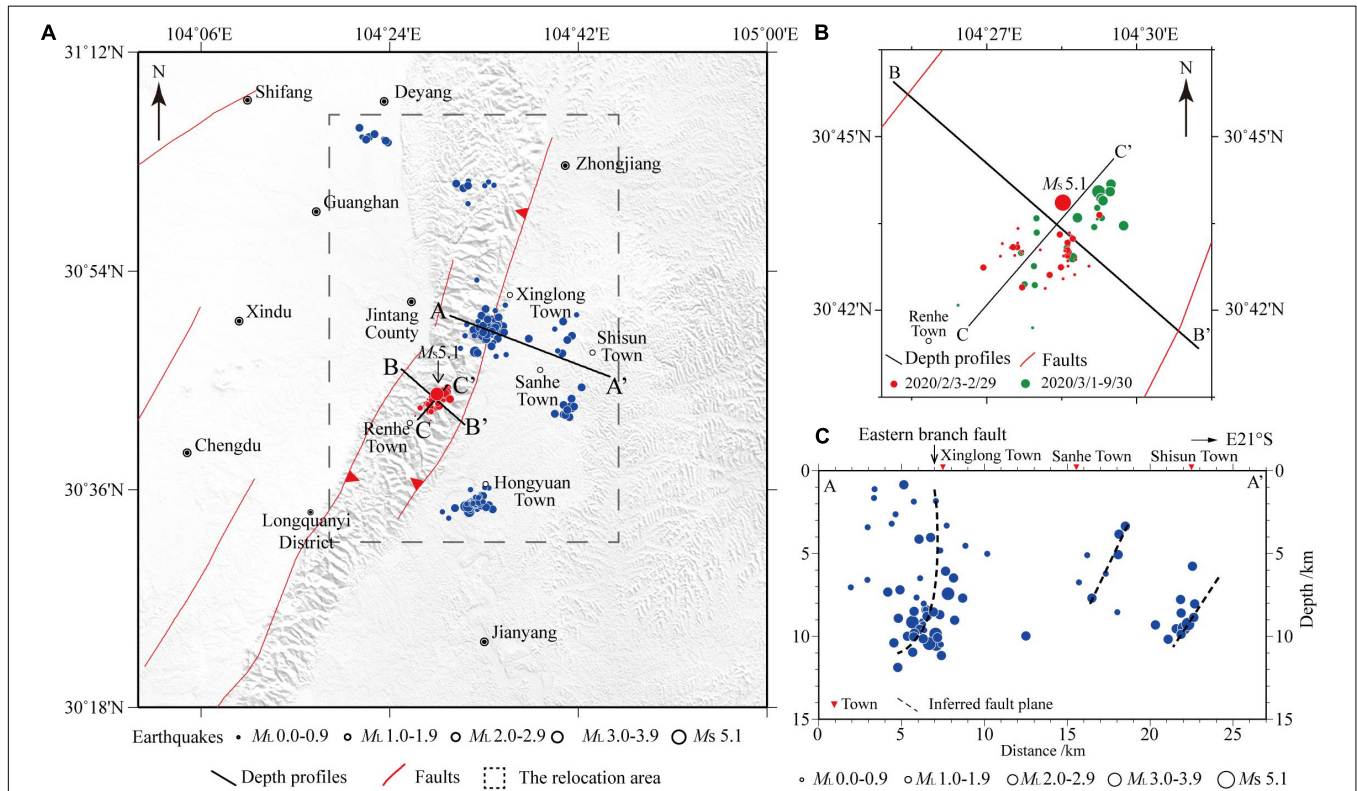 A
104°06'E 104°24'E 104°42'E 105°00'E
31°12'N
N
Shifang
Deyang
Zhongjiang
Guanghan
30°54'N
Xinglong
Town
Xindu
Jintang
County
A
Shisun
Town
Ms5.1
B
Sanhe
Town
A'
C'
Renhe
Town
C
B'
Chengdu
30°36'N
Hongyuan
Town
Longquanyi
District
Jianyang
30°18'N
Earthquakes ML 0.0-0.9 ML 1.0-1.9 ML 2.0-2.9 ML 3.0-3.9 Ms 5.1
Depth profiles Faults The relocation area
B
104°27'E 104°30'E
B
N
30°45'N 30°45'N
C'
Ms 5.1
30°42'N 30°42'N
Renhe
Town
C
B'
Depth profiles Faults
2020/2/3-2/29 2020/3/1-9/30
C
Eastern branch fault
E21°S
Xinglong Town Sanhe Town Shisun Town
0 0
A A'
5 5
10 10
Depth /km
Town Inferred fault plane
15 15
0 5 10 15 20 25
Distance /km
ML 0.0-0.9 ML 1.0-1.9 ML 2.0-2.9 ML 3.0-3.9 Ms 5.1